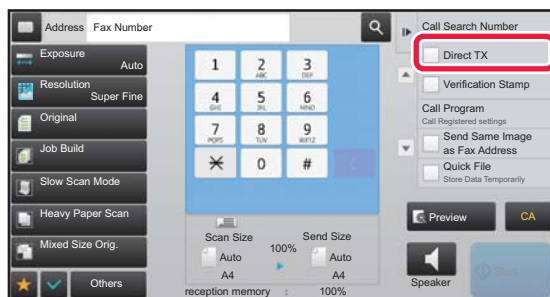 Address Fax Number
Exposure
Auto
Resolution
Super Fine
Original
Job Build
Slow Scan Mode
Heavy Paper Scan
Mixed Size Orig.
Others
1
2
ABC
3
DEF
4
GHI
5
JKL
6
MNO
7
PQRS
8
TUV
9
WXYZ
0
#
C
Scan Size
Auto
A4
100%
Send Size
Auto
A4
reception memory : 100%
Call Search Number
Direct TX
Verification Stamp
Call Program
Call Registered settings
Send Same Image
as Fax Address
Quick File
Store Data Temporarily
Preview
CA
Speaker
Start